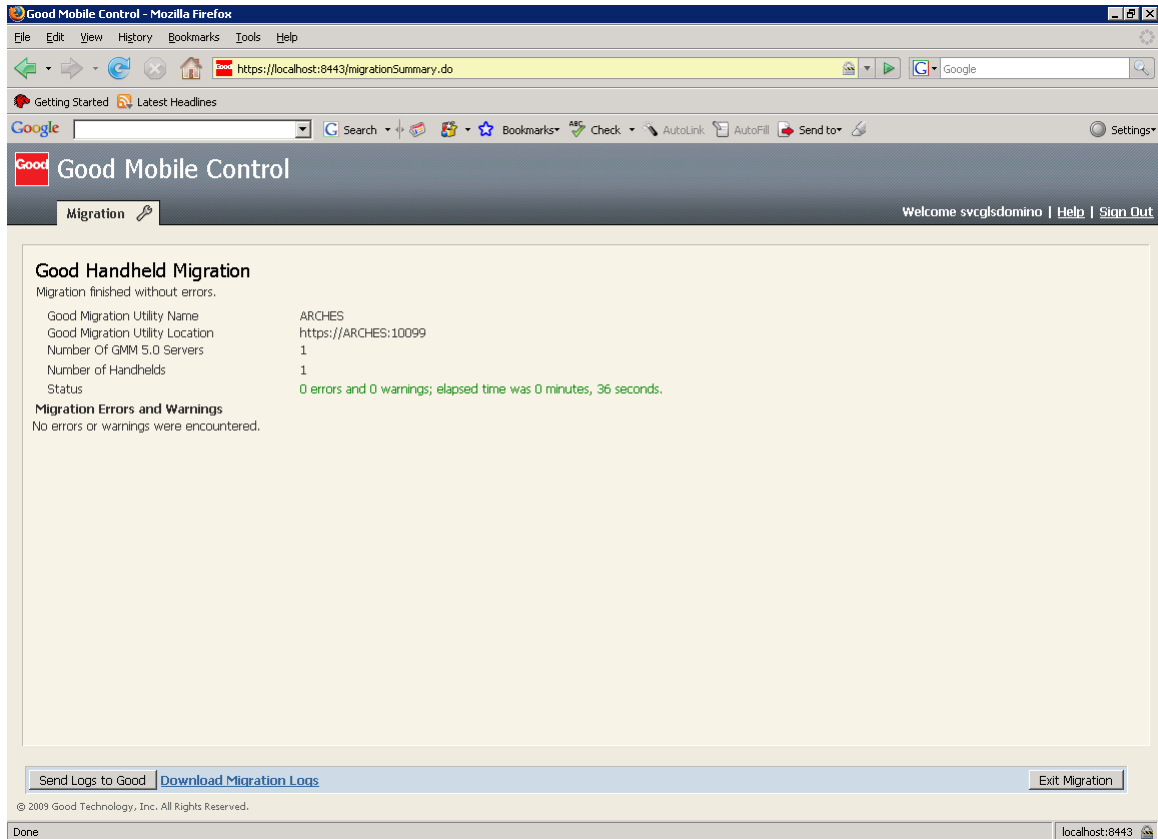 Good Mobile Control - Mozilla Firefox
File Edit View History Bookmarks Tools Help
Good https://localhost:8443/migrationSummary.do G Google
Getting Started Latest Headlines
Google G Search Bookmarks ABC Check AutoLink AutoFill Send to Settings
Good Good Mobile Control
Migration Welcome svcglsdomino | Help | Sign Out
Good Handheld Migration
Migration finished without errors.
Good Migration Utility Name ARCHES
Good Migration Utility Location https://ARCHES:10099
Number Of GMM 5.0 Servers 1
Number of Handhelds 1
Status 0 errors and 0 warnings; elapsed time was 0 minutes, 36 seconds.
Migration Errors and Warnings
No errors or warnings were encountered.
Send Logs to Good Download Migration Logs Exit Migration
© 2009 Good Technology, Inc. All Rights Reserved.
Done localhost:8443